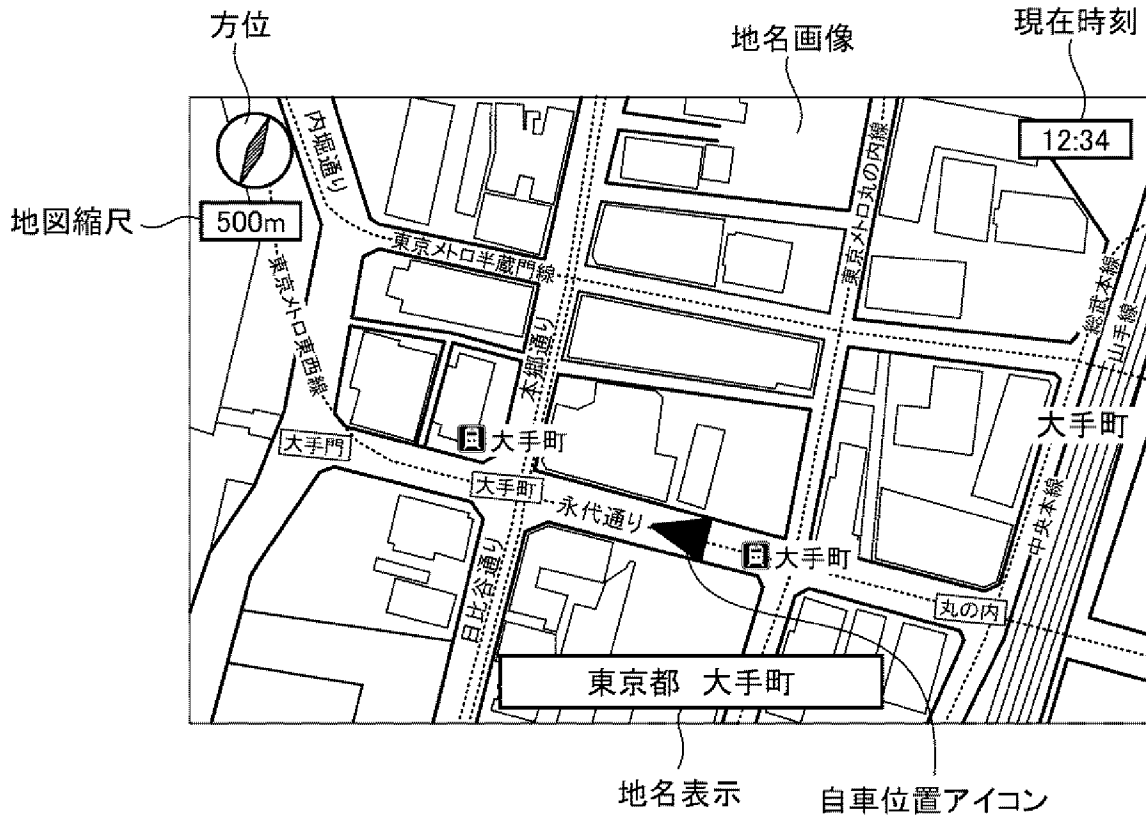 方位
地名画像
現在時刻
12:34
地図縮尺
500m
内堀通り
東京メトロ半蔵門線
東京メトロ丸の内線
総武本線
山手線
東京メトロ東西線
本郷通り
大手町
大手門
大手町
大手町
永代通り
大手町
中央本線
日比谷通り
丸の内
東京都 大手町
地名表示
自車位置アイコン